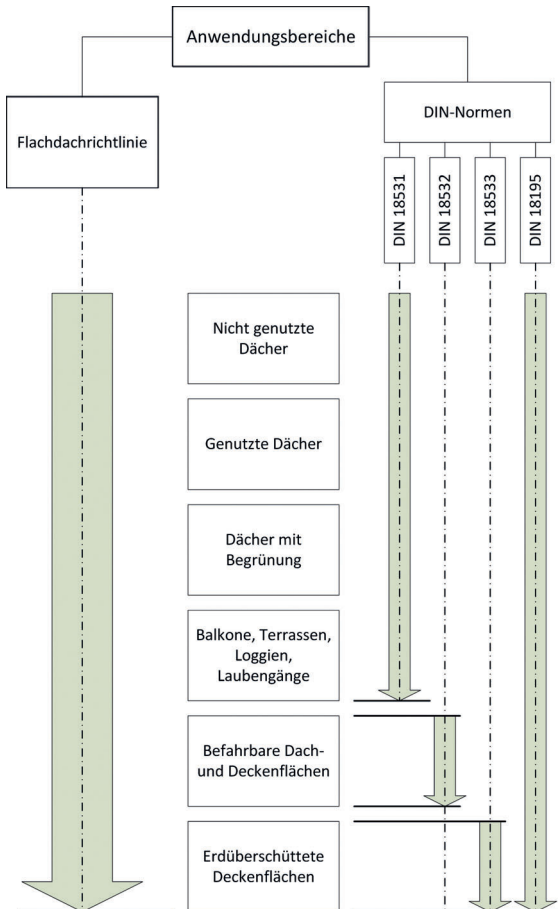 Anwendungsbereiche
Flachdachrichtlinie
DIN-Normen
DIN 18531
DIN 18532
DIN 18533
DIN 18195
Nicht genutzte
Dächer
Genutzte Dächer
Dächer mit
Begrünung
Balkone, Terrassen,
Loggien,
Laubengänge
Befahrbare Dach-
und Deckenflächen
Erdüberschüttete
Deckenflächen